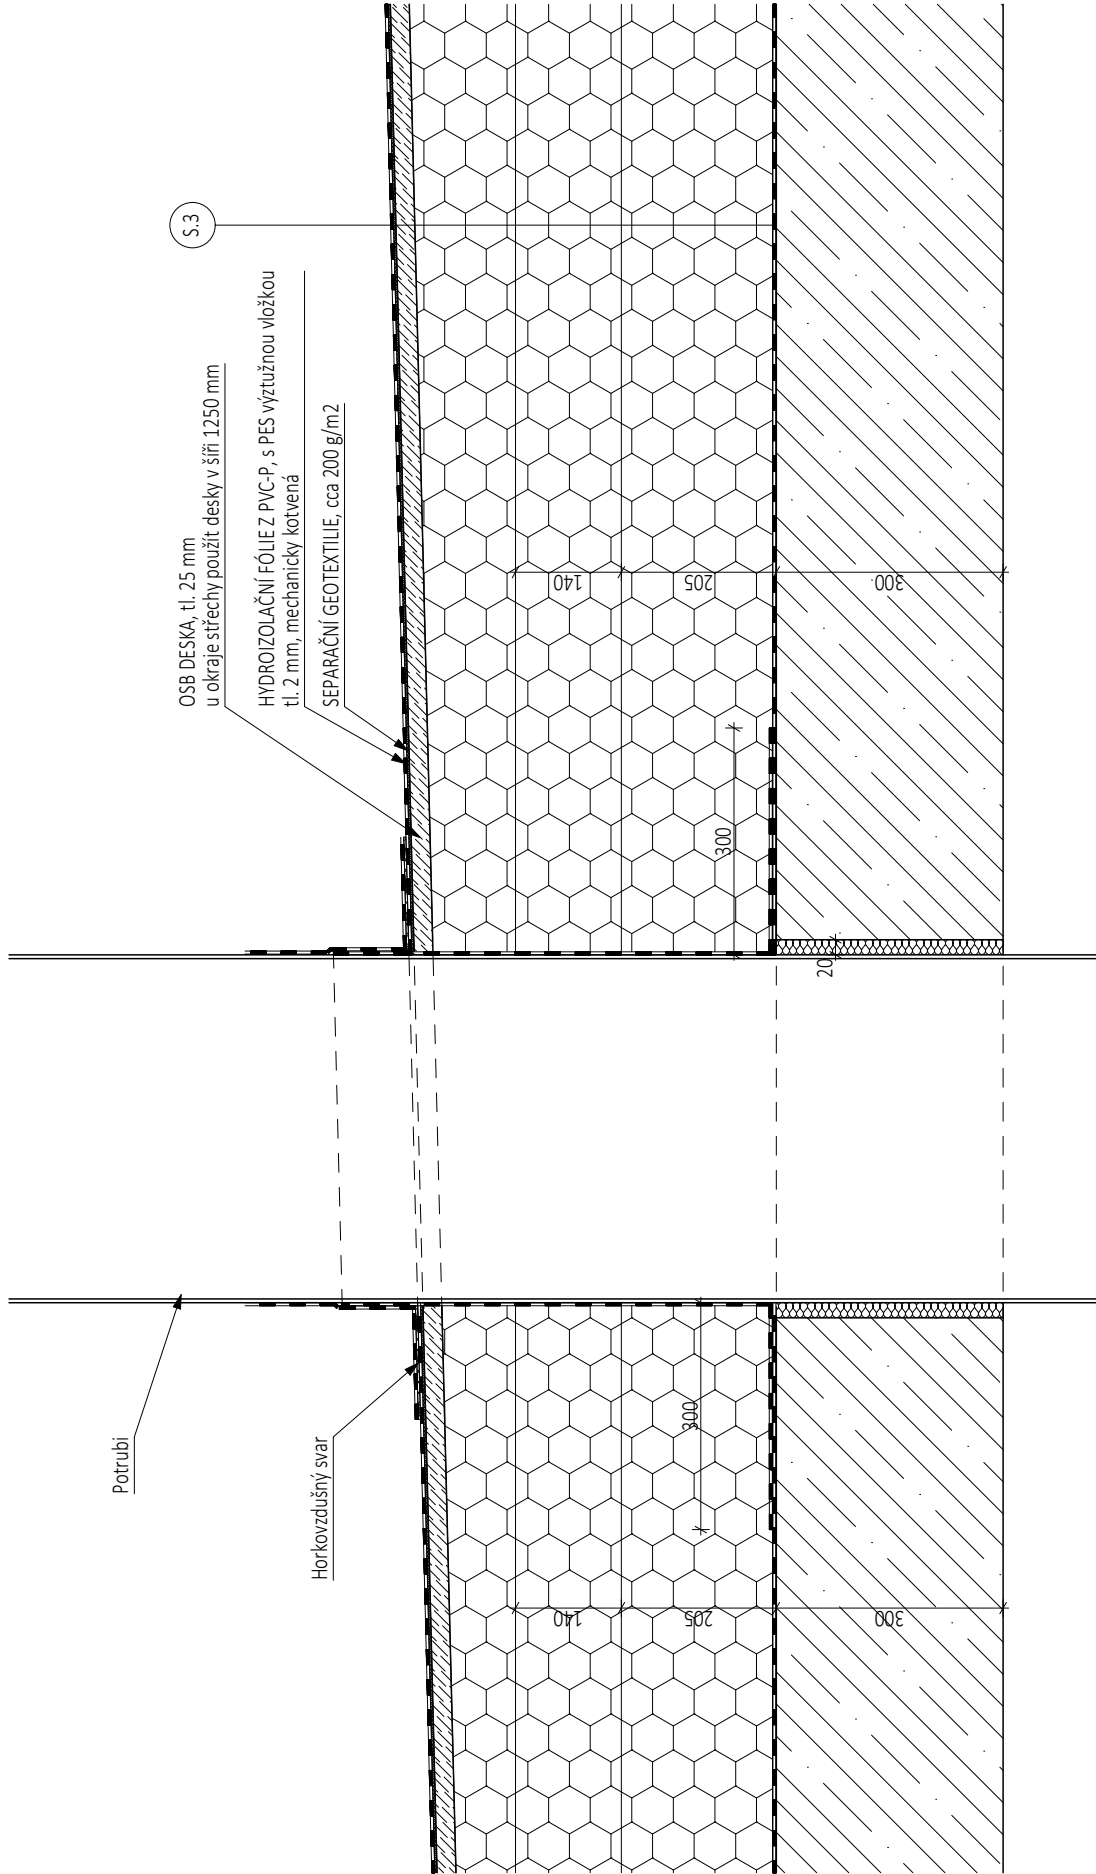 S.3
OSB DESKA, tl. 25 mm
u okraje střechy použít desky v šíři 1250 mm
HYDROIZOLAČNÍ FÓLIE Z PVC-P, s PES výztužnou vložkou
tl. 2 mm, mechanicky kotvená
SEPARAČNÍ GEOTEXTILIE, cca 200 g/m2
Potrubi
Horkovzdušný svar
140
205
300
300
20
300
140
205
300